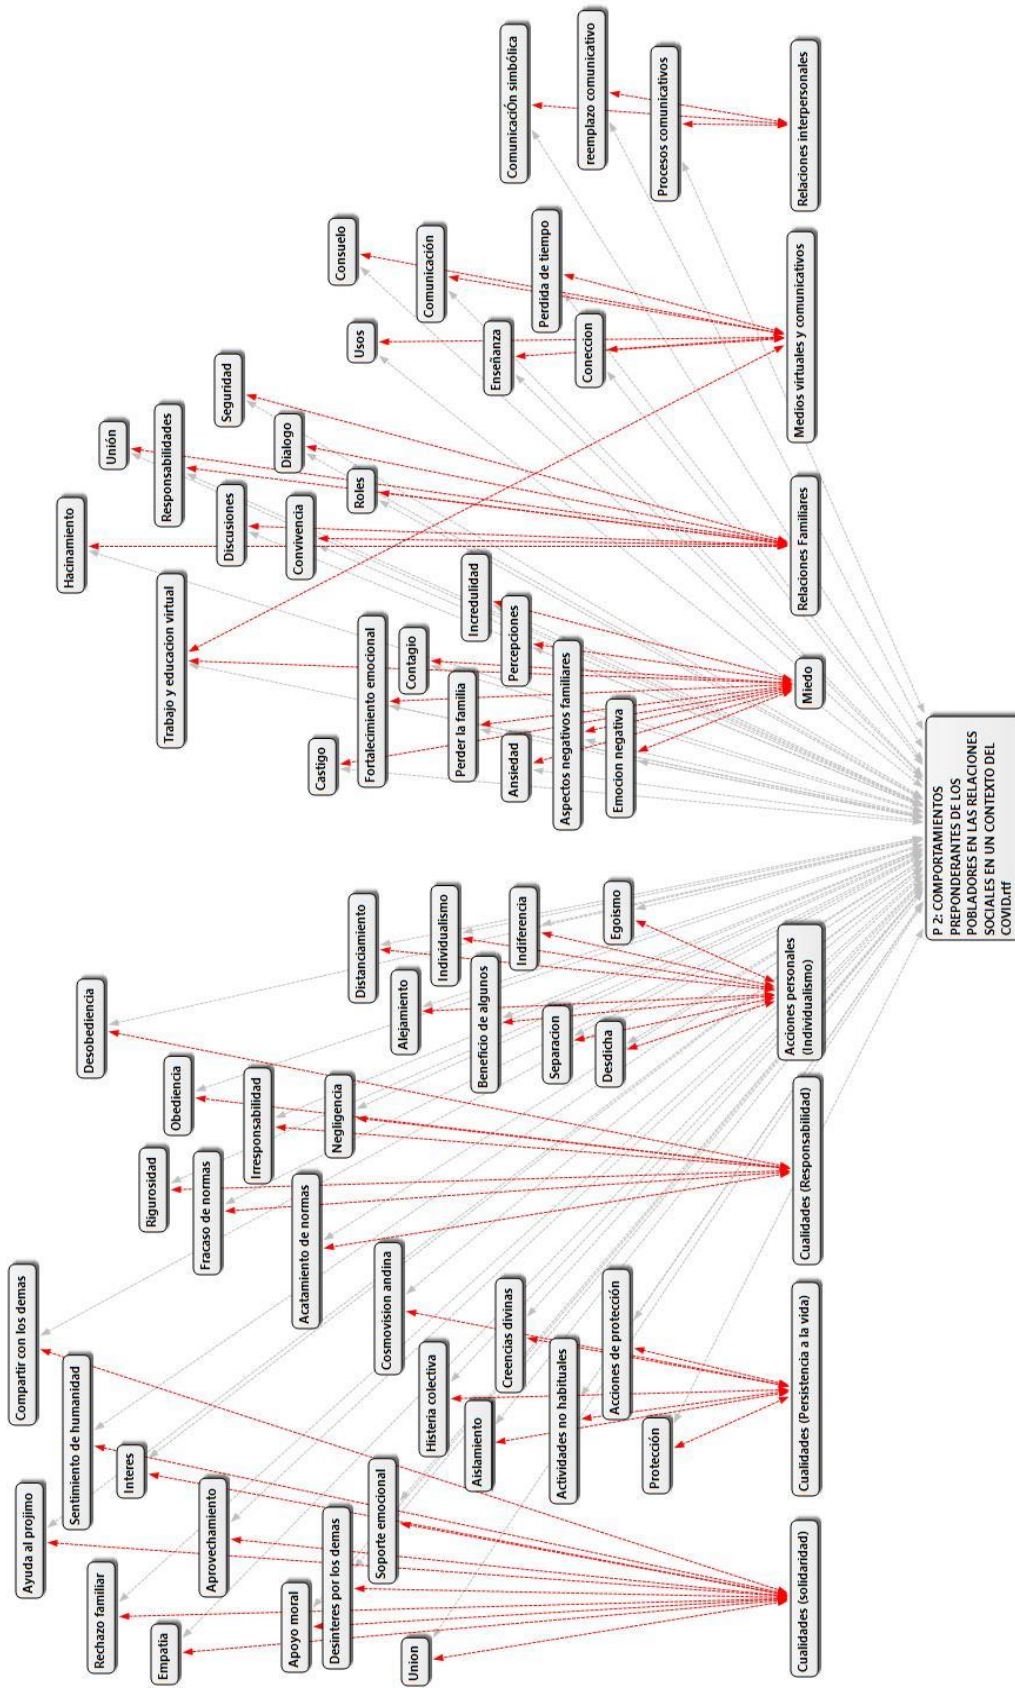 Compartir con los demas
Ayuda al projimo
Sentimiento de humanidad
Rechazo familiar
Interes
Empatia
Aprovechamiento
Apoyo moral
Desinteres por los demas
Soporte emocional
Union
Cualidades (solidaridad)
Cosmovision andina
Histeria colectiva
Aislamiento
Creencias divinas
Actividades no habituales
Acciones de protección
Protección
Cualidades (Persistencia a la vida)
Desobediencia
Rigurosidad
Obediencia
Fracaso de normas
Irresponsabilidad
Acatamiento de normas
Negligencia
Cualidades (Responsabilidad)
Distanciamiento
Alejamiento
Individualismo
Beneficio de algunos
Indiferencia
Separacion
Desdicha
Egoismo
Acciones personales
(Individualismo)
Trabajo y educacion virtual
Castigo
Fortalecimiento emocional
Contagio
Perder la familia
Incredulidad
Ansiedad
Percepciones
Aspectos negativos familiares
Emocion negativa
Miedo
Hacinamiento
Unión
Responsabilidades
Discusiones
Seguridad
Convivencia
Dialogo
Roles
Relaciones Familiares
Consuelo
Usos
Comunicación
Enseñanza
Perdida de tiempo
Coneccion
Medios virtuales y comunicativos
ComunicacíÓn simbólica
reemplazo comunicativo
Procesos comunicativos
Relaciones interpersonales
P 2: COMPORTAMIENTOS
PREPONDERANTES DE LOS
POBLADORES EN LAS RELACIONES
SOCIALES EN UN CONTEXTO DEL
COVID.rtf